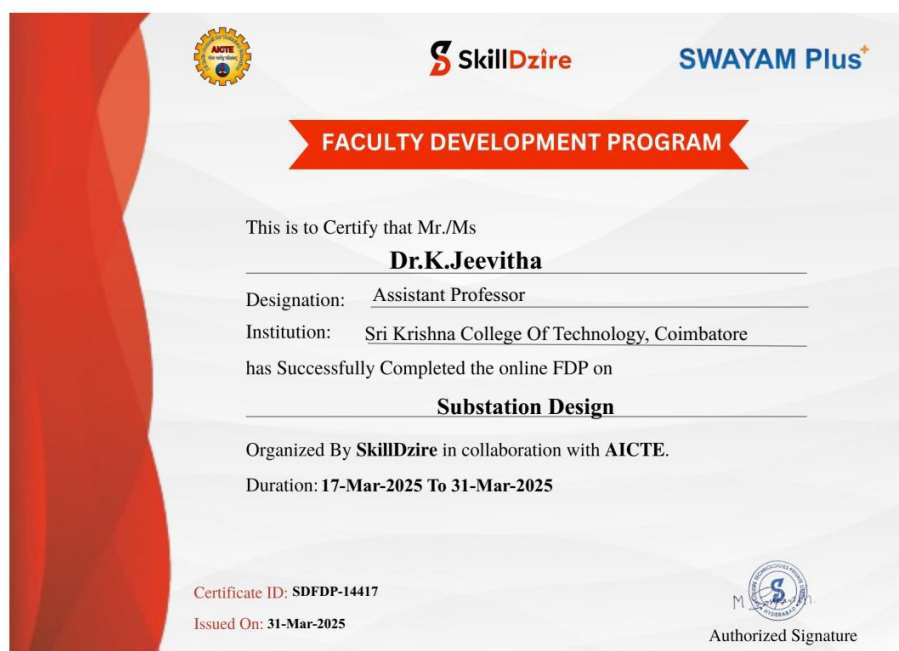 AICTE
SkillDzire
SWAYAM Plus+
FACULTY DEVELOPMENT PROGRAM
This is to Certify that Mr./Ms
Dr.K.Jeevitha
Designation: Assistant Professor
Institution: Sri Krishna College Of Technology, Coimbatore
has Successfully Completed the online FDP on
Substation Design
Organized By SkillDzire in collaboration with AICTE.
Duration: 17-Mar-2025 To 31-Mar-2025
Certificate ID: SDFDP-14417
Issued On: 31-Mar-2025
HYDERABAD
Authorized Signature